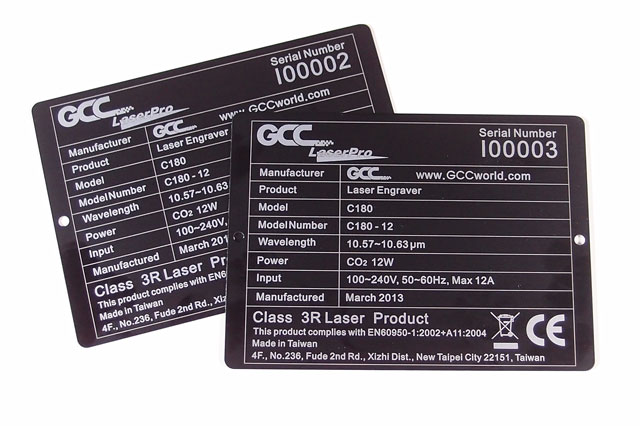 GCC
LaserPro
Serial Number
I00002
Manufacturer GCC www.GCCworld.com
Product Laser Engraver
Model C180
Model Number C180 - 12
Wavelength 10.57~10.63
Power CO2 12W
Input 100~240V,
Manufactured March 201
Class 3R Laser Product
This product complies with EN6
Made in Taiwan
4F., No.236, Fude 2nd Rd., Xizhi
GCC
LaserPro
Serial Number
I00003
Manufacturer GCC www.GCCworld.com
Product Laser Engraver
Model C180
Model Number C180 - 12
Wavelength 10.57~10.63 µm
Power CO2 12W
Input 100~240V, 50~60Hz, Max 12A
Manufactured March 2013
Class 3R Laser Product
This product complies with EN60950-1:2002+A11:2004
Made in Taiwan
4F., No.236, Fude 2nd Rd., Xizhi Dist., New Taipei City 22151, Taiwan
CE